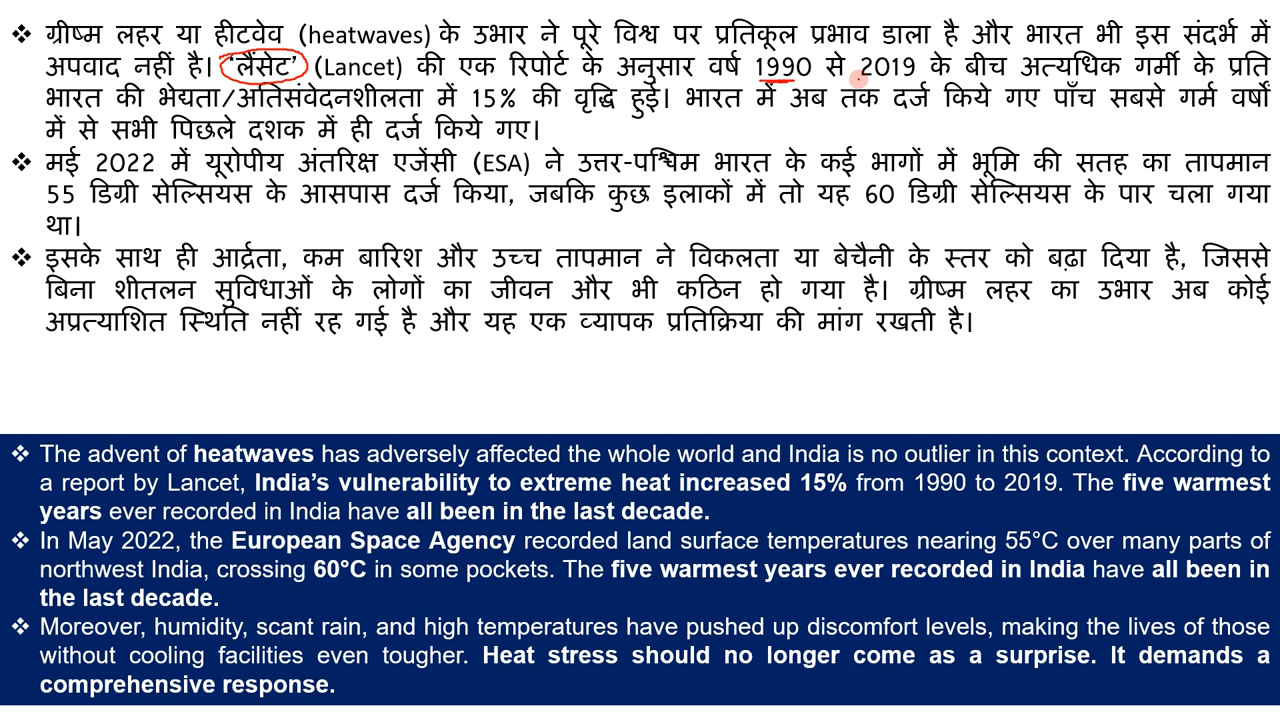 ❖ ग्रीष्म लहर या हीटवेव (heatwaves) के उभार ने पूरे विश्व पर प्रतिकूल प्रभाव डाला है और भारत भी इस संदर्भ में
अपवाद नहीं है। ‘लैंसेट’ (Lancet) की एक रिपोर्ट के अनुसार वर्ष 1990 से 2019 के बीच अत्यधिक गर्मी के प्रति
भारत की भेद्यता/अतिसंवेदनशीलता में 15% की वृद्धि हुई। भारत में अब तक दर्ज किये गए पाँच सबसे गर्म वर्षों
में से सभी पिछले दशक में ही दर्ज किये गए।
❖ मई 2022 में यूरोपीय अंतरिक्ष एजेंसी (ESA) ने उत्तर-पश्चिम भारत के कई भागों में भूमि की सतह का तापमान
55 डिग्री सेल्सियस के आसपास दर्ज किया, जबकि कुछ इलाकों में तो यह 60 डिग्री सेल्सियस के पार चला गया
था।
❖ इसके साथ ही आर्द्रता, कम बारिश और उच्च तापमान ने विकलता या बेचैनी के स्तर को बढ़ा दिया है, जिससे
बिना शीतलन सुविधाओं के लोगों का जीवन और भी कठिन हो गया है। ग्रीष्म लहर का उभार अब कोई
अप्रत्याशित स्थिति नहीं रह गई है और यह एक व्यापक प्रतिक्रिया की मांग रखती है।
❖ The advent of heatwaves has adversely affected the whole world and India is no outlier in this context. According to
a report by Lancet, India’s vulnerability to extreme heat increased 15% from 1990 to 2019. The five warmest
years ever recorded in India have all been in the last decade.
❖ In May 2022, the European Space Agency recorded land surface temperatures nearing 55°C over many parts of
northwest India, crossing 60°C in some pockets. The five warmest years ever recorded in India have all been in
the last decade.
❖ Moreover, humidity, scant rain, and high temperatures have pushed up discomfort levels, making the lives of those
without cooling facilities even tougher. Heat stress should no longer come as a surprise. It demands a
comprehensive response.